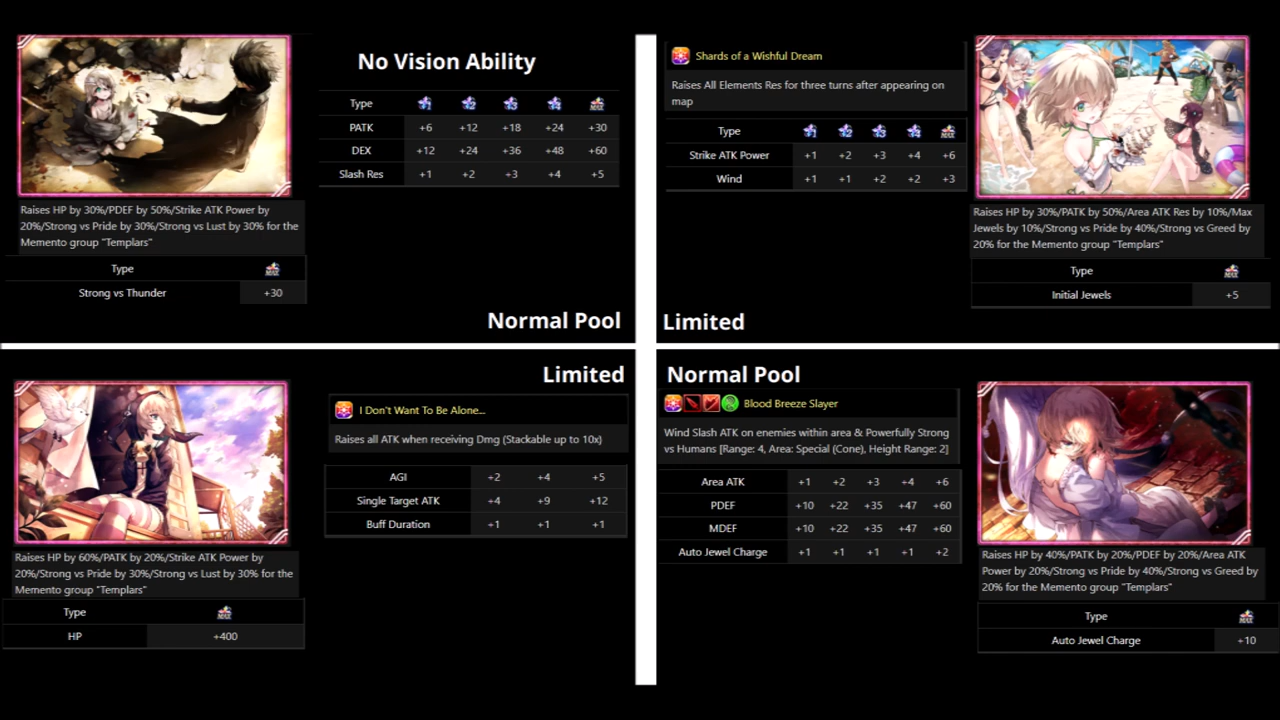 No Vision Ability
Type
PATK +6 +12 +18 +24 +30
DEX +12 +24 +36 +48 +60
Slash Res +1 +2 +3 +4 +5
Raises HP by 30%/PDEF by 50%/Strike ATK Power by
20%/Strong vs Pride by 30%/Strong vs Lust by 30% for the
Memento group "Templars"
Type MAX
Strong vs Thunder +30
Normal Pool
Shards of a Wishful Dream
Raises All Elements Res for three turns after appearing on
map
Type
Strike ATK Power +1 +2 +3 +4 +6
Wind +1 +1 +2 +2 +3
Raises HP by 30%/PATK by 50%/Area ATK Res by 10%/Max
Jewels by 10%/Strong vs Pride by 40%/Strong vs Greed by
20% for the Memento group "Templars"
Type MAX
Initial Jewels +5
Limited
Limited
I Don't Want To Be Alone...
Raises all ATK when receiving Dmg (Stackable up to 10x)
AGI +2 +4 +5
Single Target ATK +4 +9 +12
Buff Duration +1 +1 +1
Raises HP by 60%/PATK by 20%/Strike ATK Power by
20%/Strong vs Pride by 30%/Strong vs Lust by 30% for the
Memento group "Templars"
Type MAX
HP +400
Normal Pool
Blood Breeze Slayer
Wind Slash ATK on enemies within area & Powerfully Strong
vs Humans [Range: 4, Area: Special (Cone), Height Range: 2]
Area ATK +1 +2 +3 +4 +6
PDEF +10 +22 +35 +47 +60
MDEF +10 +22 +35 +47 +60
Auto Jewel Charge +1 +1 +1 +1 +2
Raises HP by 40%/PATK by 20%/PDEF by 20%/Area ATK
Power by 20%/Strong vs Pride by 40%/Strong vs Greed by
20% for the Memento group "Templars"
Type MAX
Auto Jewel Charge +10